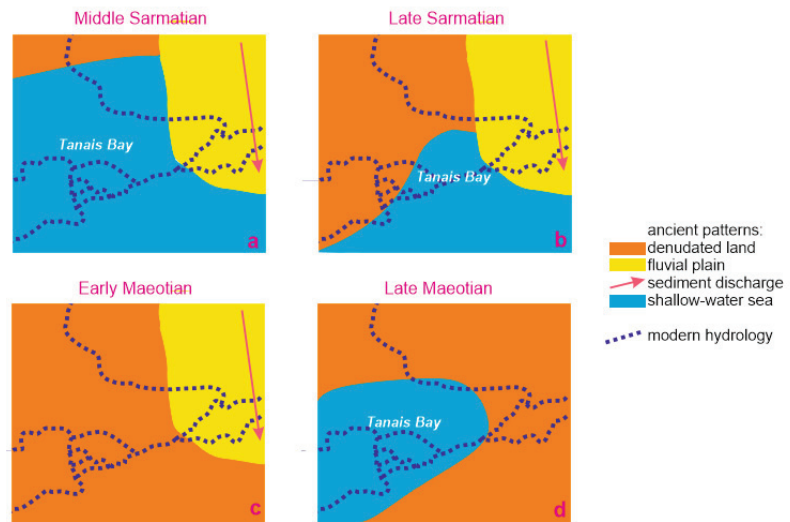 Middle Sarmatian
Late Sarmatian
Tanais Bay
a
Tanais Bay
b
ancient patterns:
denudated land
fluvial plain
sediment discharge
shallow-water sea
modern hydrology
Early Maeotian
Late Maeotian
c
Tanais Bay
d